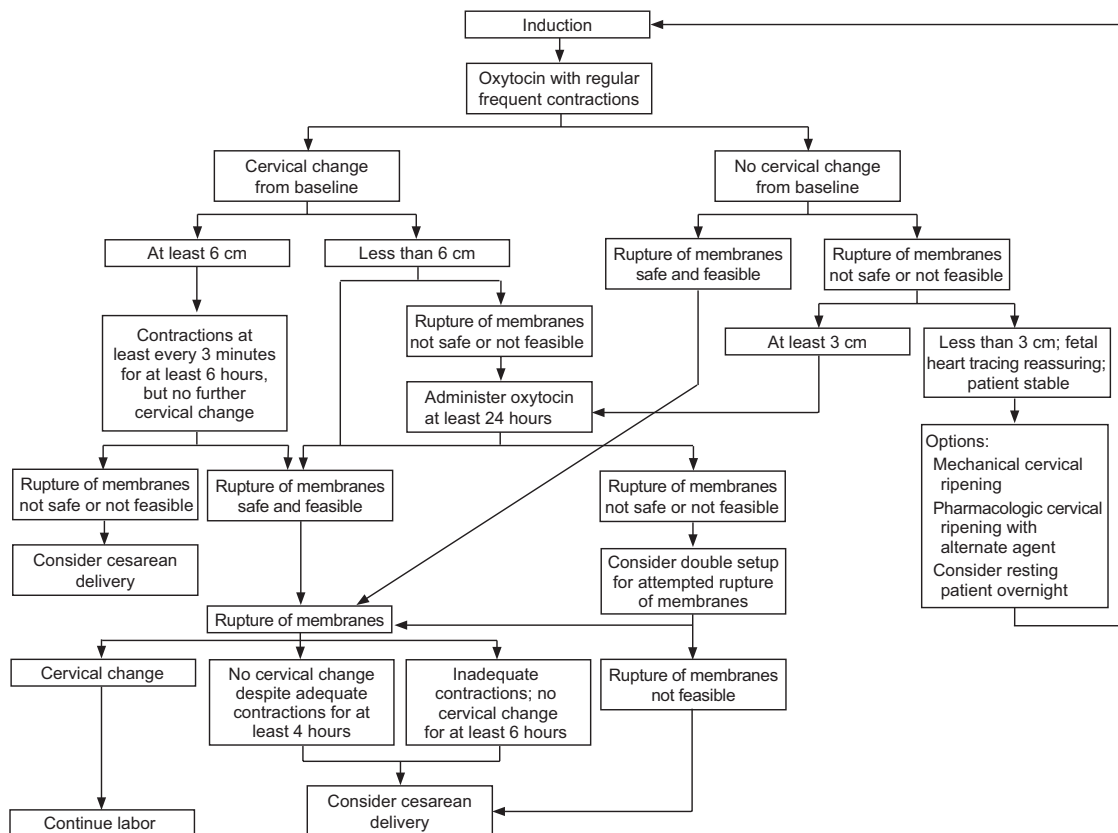 Induction
Oxytocin with regular
frequent contractions
Cervical change
from baseline
No cervical change
from baseline
At least 6 cm
Less than 6 cm
Rupture of membranes
safe and feasible
Rupture of membranes
not safe or not feasible
Contractions at
least every 3 minutes
for at least 6 hours,
but no further
cervical change
Rupture of membranes
not safe or not feasible
At least 3 cm
Less than 3 cm; fetal
heart tracing reassuring;
patient stable
Administer oxytocin
at least 24 hours
Options:
Mechanical cervical
ripening
Pharmacologic cervical
ripening with
alternate agent
Consider resting
patient overnight
Rupture of membranes
not safe or not feasible
Rupture of membranes
safe and feasible
Rupture of membranes
not safe or not feasible
Consider cesarean
delivery
Consider double setup
for attempted rupture
of membranes
Rupture of membranes
Cervical change
No cervical change
despite adequate
contractions for at
least 4 hours
Inadequate
contractions; no
cervical change
for at least 6 hours
Rupture of membranes
not feasible
Continue labor
Consider cesarean
delivery